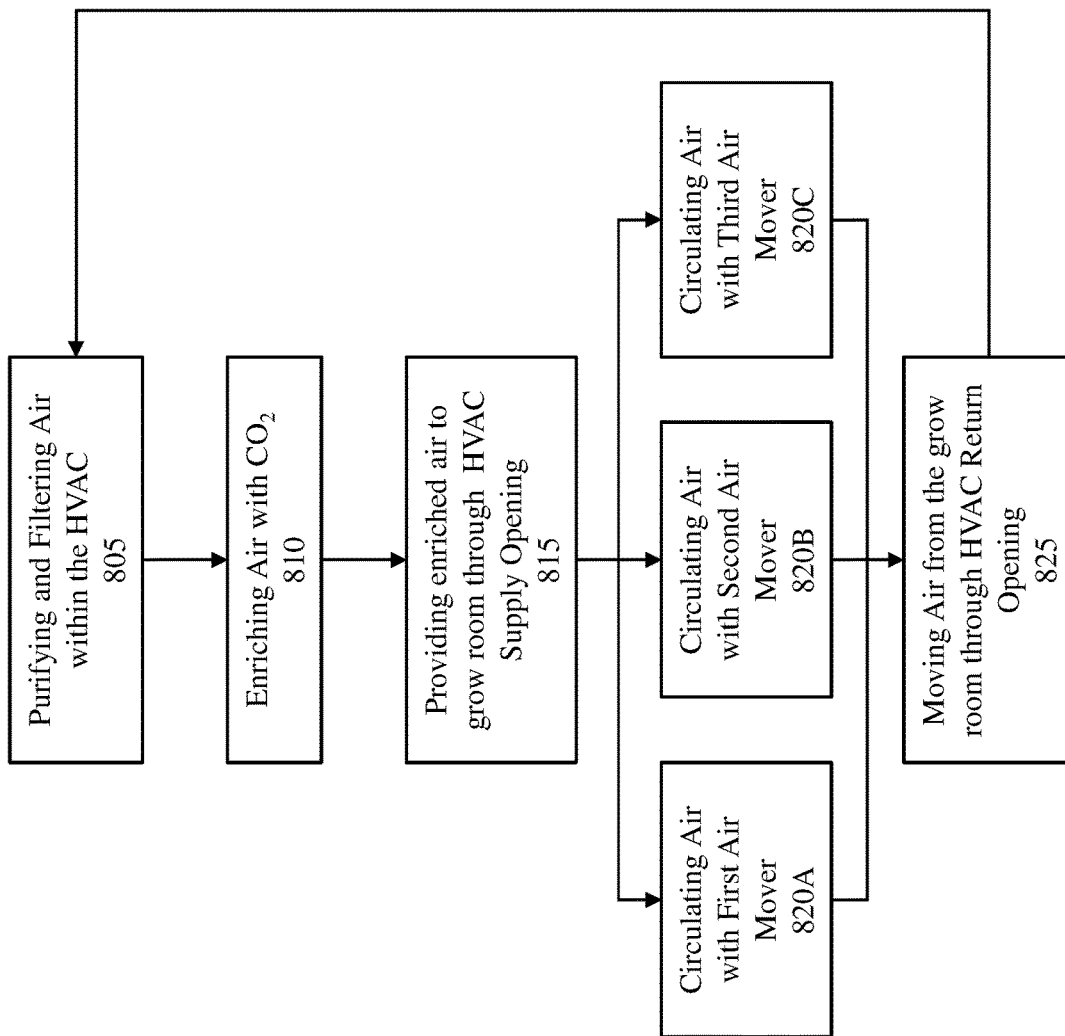 Purifying and Filtering Air
within the HVAC
805
Enriching Air with CO₂
810
Providing enriched air to
grow room through HVAC
Supply Opening
815
Circulating Air
with First Air
Mover
820A
Circulating Air
with Second Air
Mover
820B
Circulating Air
with Third Air
Mover
820C
Moving Air from the grow
room through HVAC Return
Opening
825